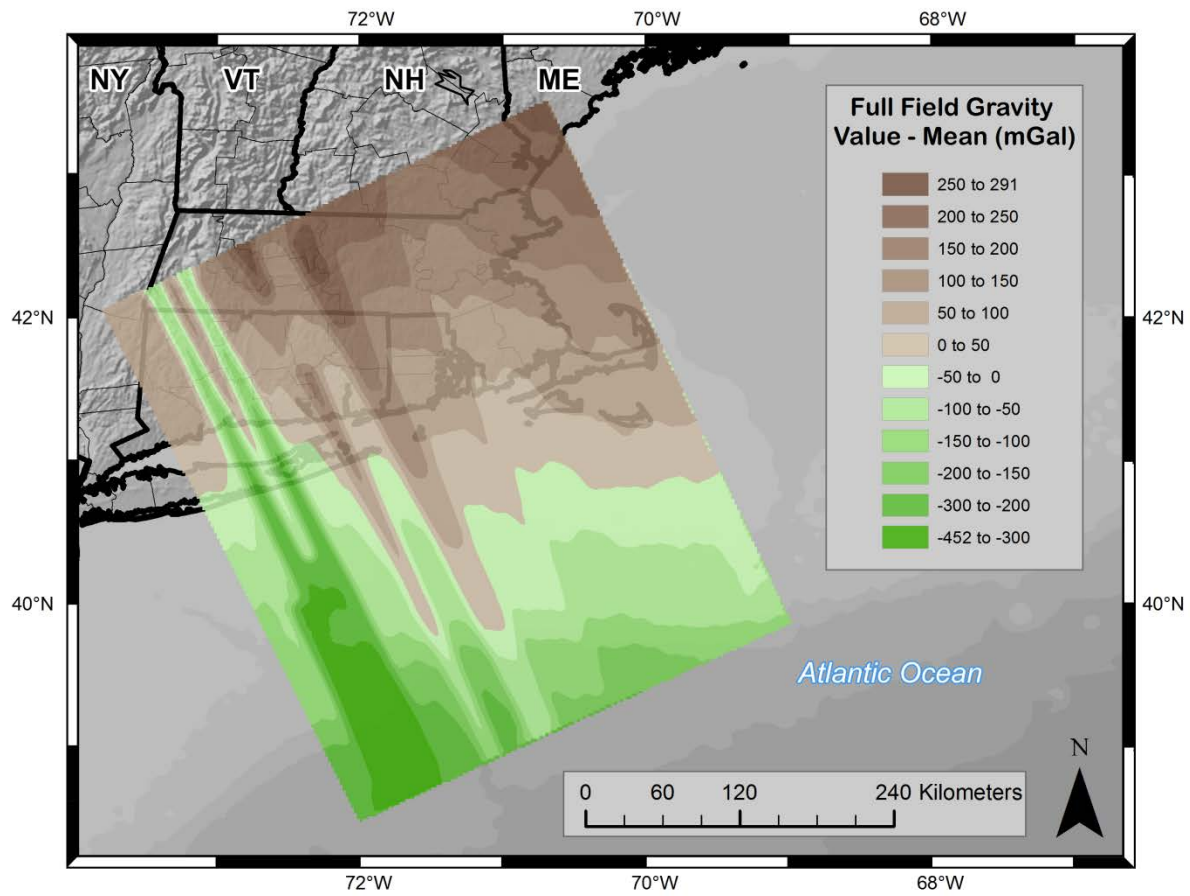 72°W 70°W 68°W
NY VT NH ME
Full Field Gravity
Value - Mean (mGal)
250 to 291
200 to 250
150 to 200
100 to 150
50 to 100
0 to 50
-50 to 0
-100 to -50
-150 to -100
-200 to -150
-300 to -200
-452 to -300
42°N 42°N
40°N 40°N
Atlantic Ocean
N
0 60 120 240 Kilometers
72°W 70°W 68°W